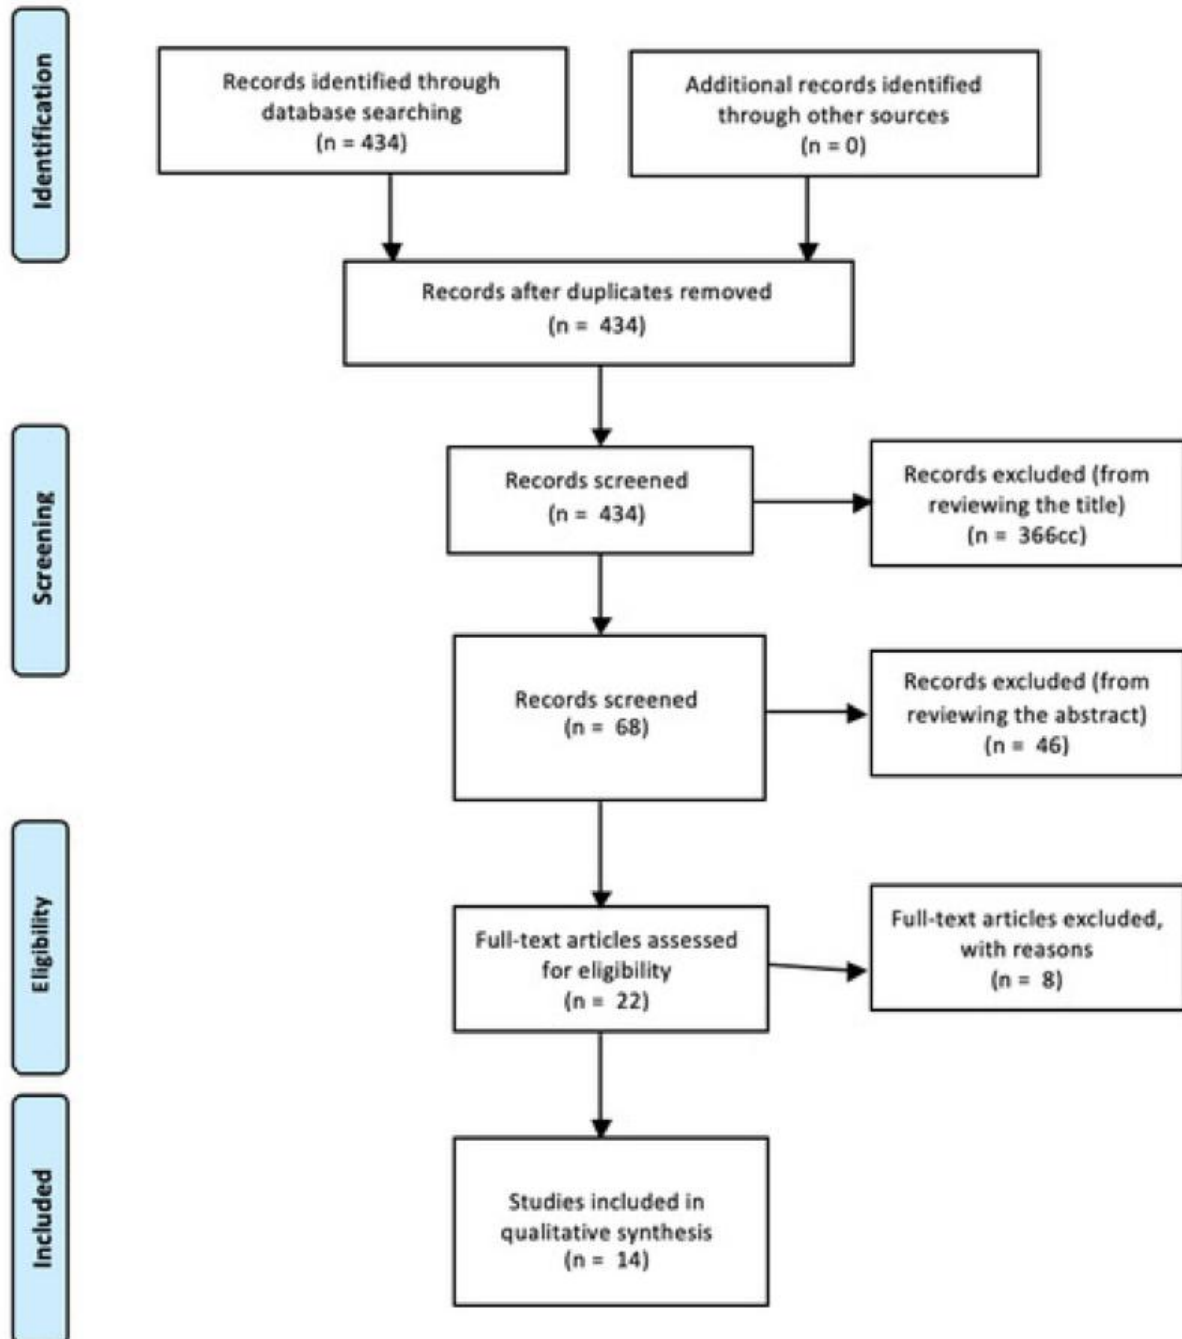 Identification
Records identified through
database searching
(n = 434)
Additional records identified
through other sources
(n = 0)
Records after duplicates removed
(n = 434)
Screening
Records screened
(n = 434)
Records excluded (from
reviewing the title)
(n = 366cc)
Records screened
(n = 68)
Records excluded (from
reviewing the abstract)
(n = 46)
Eligibility
Full-text articles assessed
for eligibility
(n = 22)
Full-text articles excluded,
with reasons
(n = 8)
Included
Studies included in
qualitative synthesis
(n = 14)